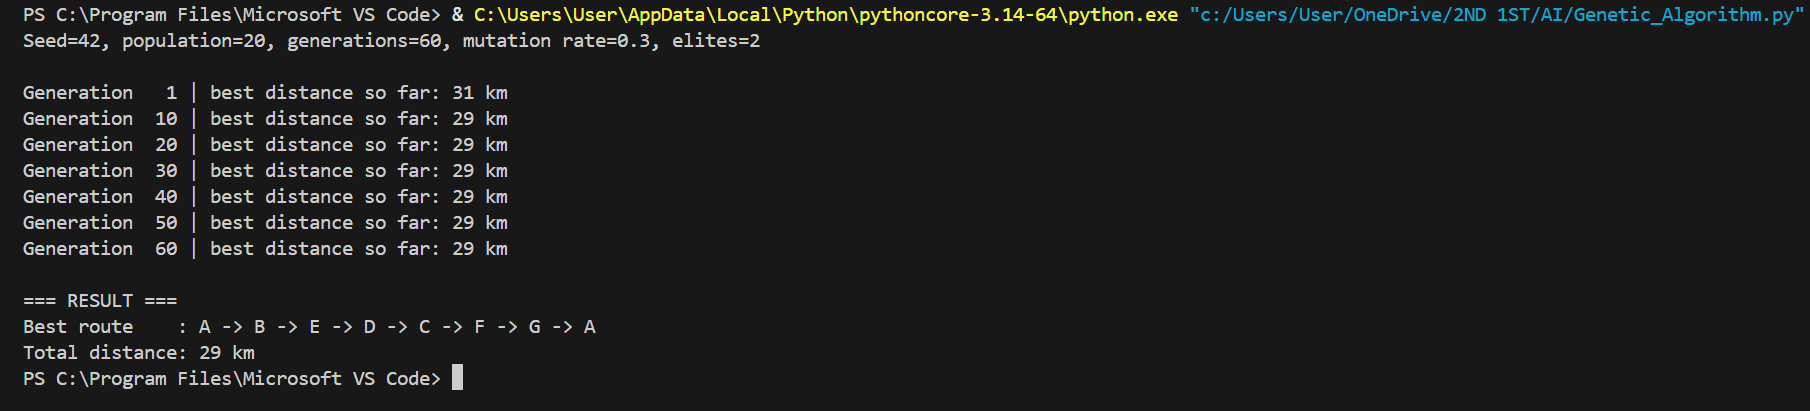 PS C:\Program Files\Microsoft VS Code> & C:\Users\User\AppData\Local\Python\pythoncore-3.14-64\python.exe "c:/Users/User/OneDrive/2ND 1ST/AI/Genetic_Algorithm.py"
Seed=42, population=20, generations=60, mutation rate=0.3, elites=2
Generation   1 | best distance so far: 31 km
Generation  10 | best distance so far: 29 km
Generation  20 | best distance so far: 29 km
Generation  30 | best distance so far: 29 km
Generation  40 | best distance so far: 29 km
Generation  50 | best distance so far: 29 km
Generation  60 | best distance so far: 29 km
=== RESULT ===
Best route    : A -> B -> E -> D -> C -> F -> G -> A
Total distance: 29 km
PS C:\Program Files\Microsoft VS Code>